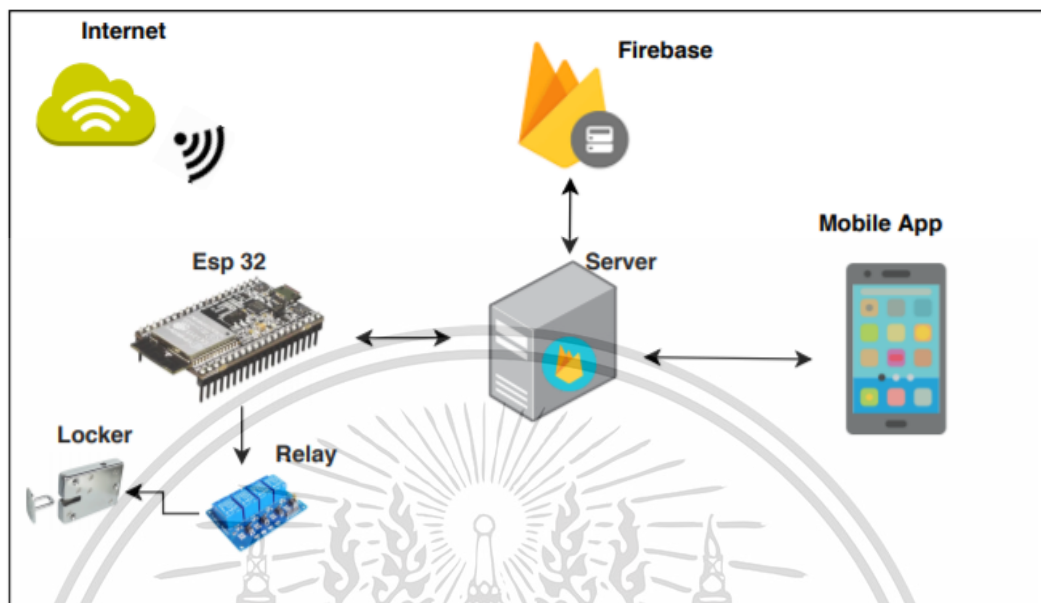 Internet
Firebase
Mobile App
Esp 32
Server
Locker
Relay